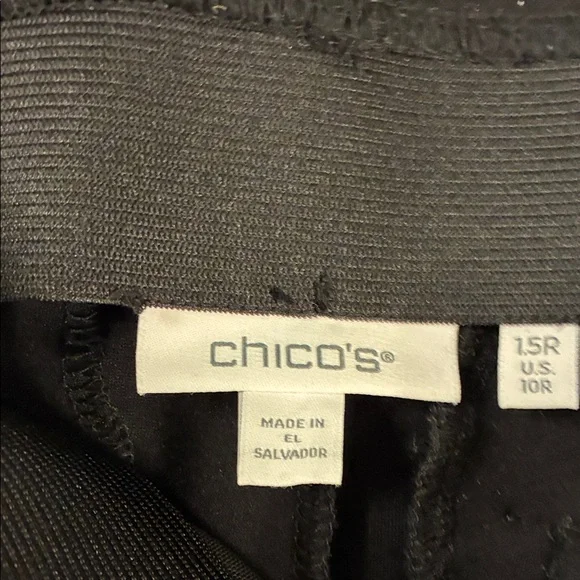 chico's®
MADE IN
EL
SALVADOR
1.5R
U.S.
10R